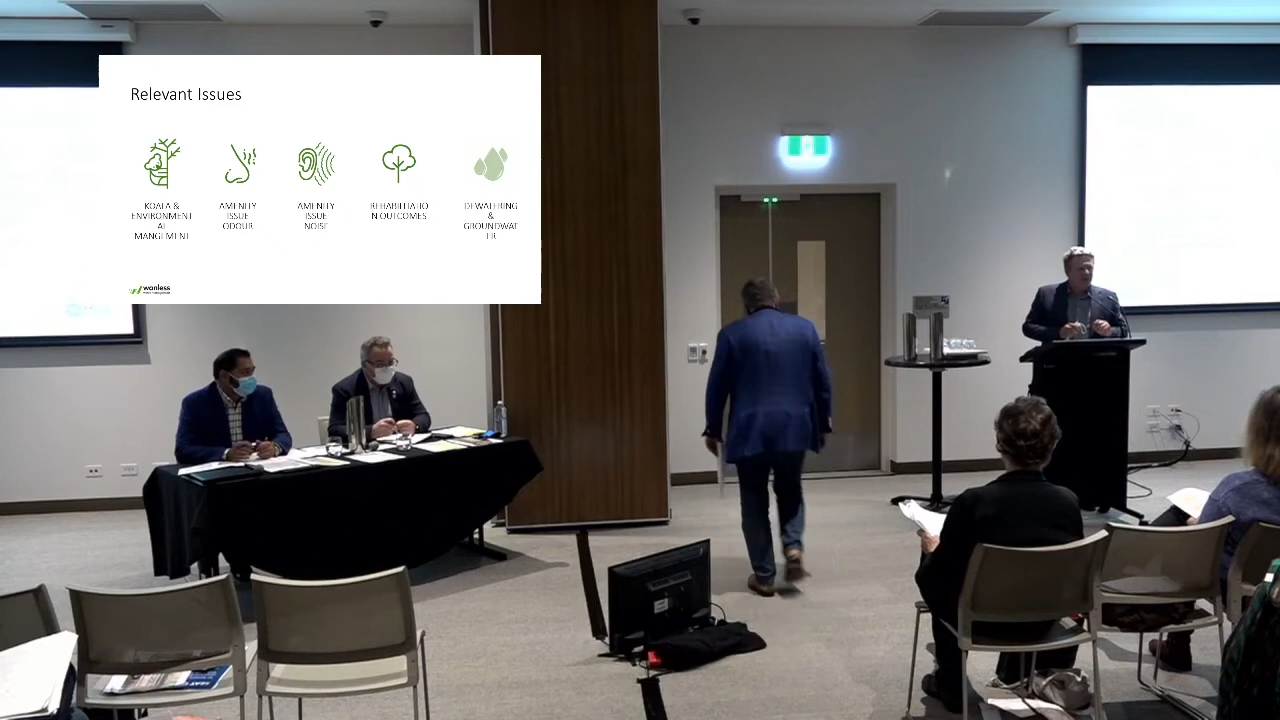 Relevant Issues
KOALA &
ENVIRONMENT
AL
MANGEMENT
AMENITY
ISSUE
ODOUR
AMENITY
ISSUE
NOISE
REHABILITATIO
N OUTCOMES
DEWATERING
&
GROUNDWAT
ER
wanless